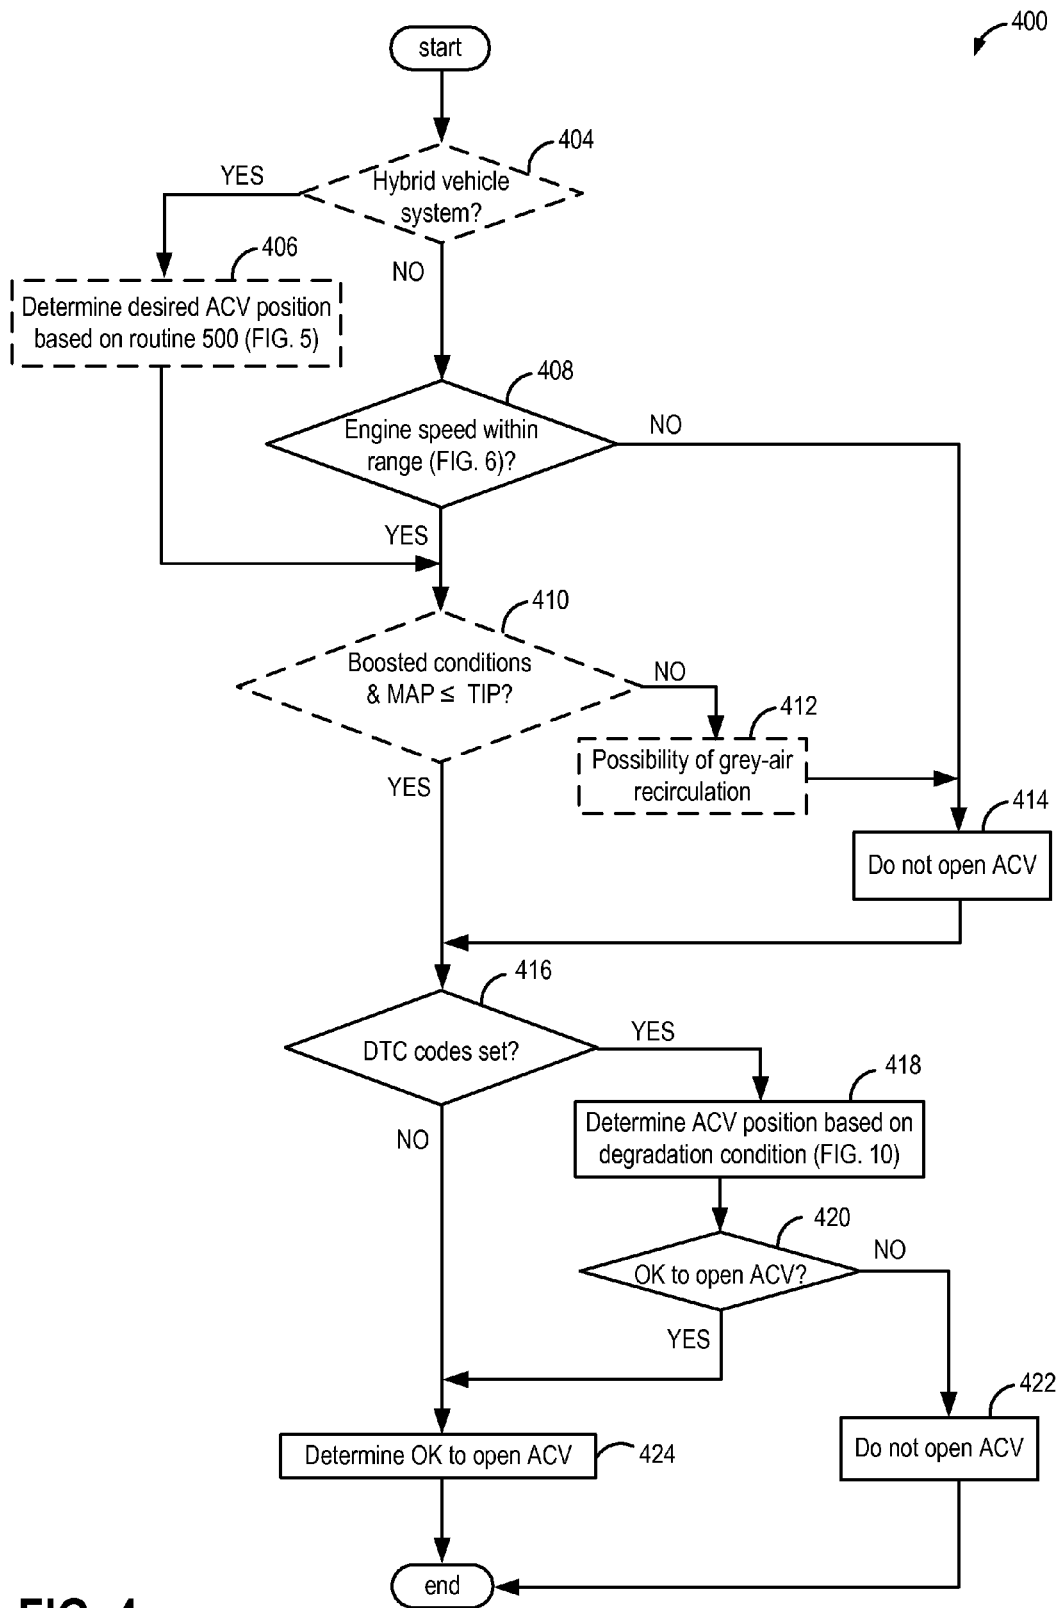 400
start
404
Hybrid vehicle
system?
YES
NO
406
Determine desired ACV position
based on routine 500 (FIG. 5)
408
Engine speed within
range (FIG. 6)?
NO
YES
410
Boosted conditions
& MAP ≤ TIP?
NO
YES
412
Possibility of grey-air
recirculation
414
Do not open ACV
416
DTC codes set?
YES
NO
418
Determine ACV position based on
degradation condition (FIG. 10)
420
OK to open ACV?
NO
YES
422
Do not open ACV
Determine OK to open ACV
424
end
FIG. 4